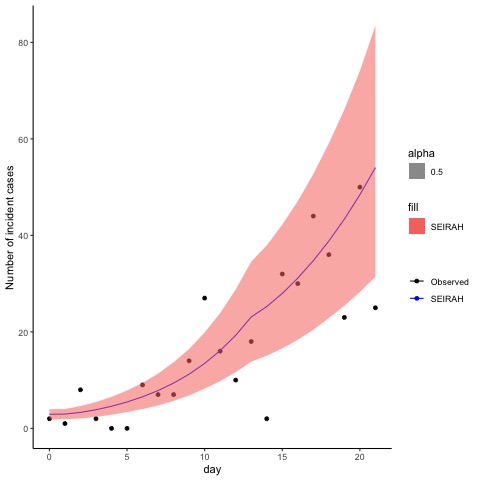 Number of incident cases
80
60
40
20
0
0 5 10 15 20
day
alpha
0.5
fill
SEIRAH
Observed
SEIRAH